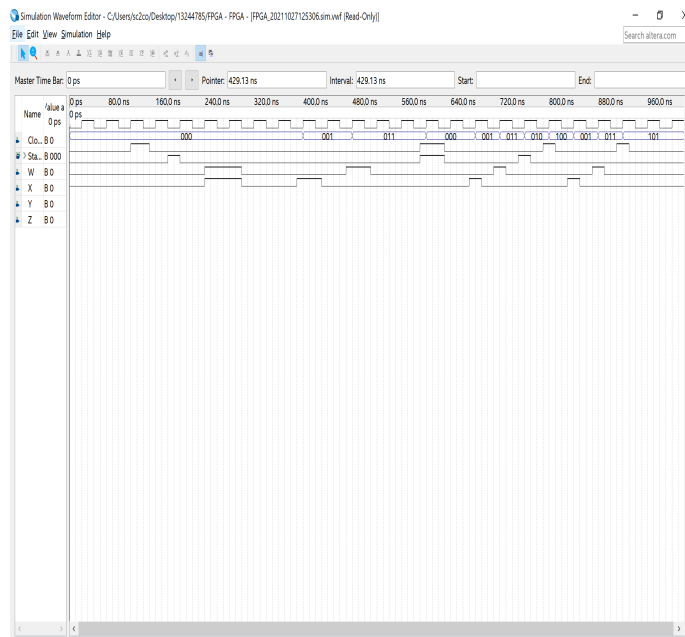 Simulation Waveform Editor - C:/Users/sc2co/Desktop/13244785/FPGA - FPGA - [FPGA_20211027125306.sim.vwf (Read-Only)]
File Edit View Simulation Help
Search altera.com
Master Time Bar: 0 ps Pointer: 429.13 ns Interval: 429.13 ns Start: End:
Name Value a 0 ps
0 ps 80.0 ns 160.0 ns 240.0 ns 320.0 ns 400.0 ns 480.0 ns 560.0 ns 640.0 ns 720.0 ns 800.0 ns 880.0 ns 960.0 ns
0 ps
Clo... B 0
000 001 011 000 001 011 010 100 001 011 101
Sta... B 000
W B 0
X B 0
Y B 0
Z B 0